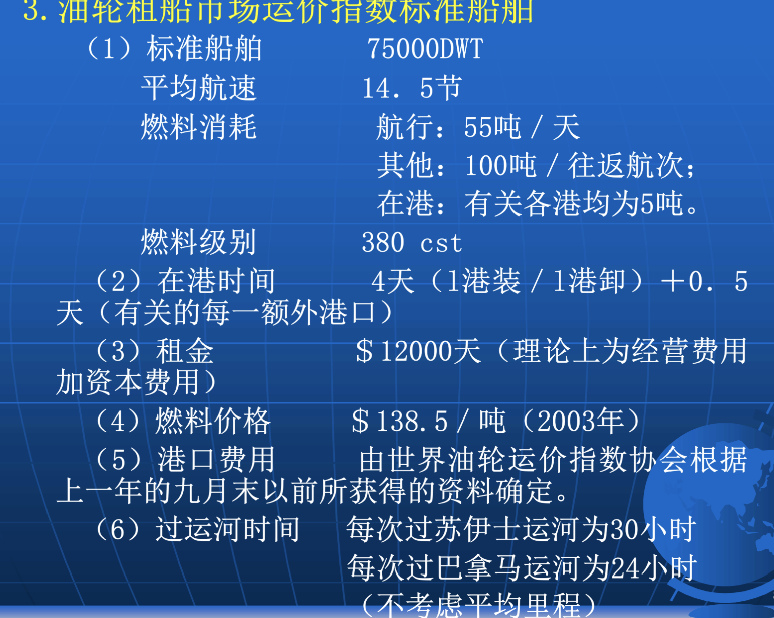 3. 油轮租船市场运价指数标准船舶
（1）标准船舶 75000DWT
平均航速 14．5节
燃料消耗 航行：55吨／天
其他：100吨／往返航次；
在港：有关各港均为5吨。
燃料级别 380 cst
（2）在港时间 4天（1港装／1港卸）＋0．5
天（有关的每一额外港口）
（3）租金 ＄12000天（理论上为经营费用
加资本费用）
（4）燃料价格 ＄138.5／吨（2003年）
（5）港口费用 由世界油轮运价指数协会根据
上一年的九月末以前所获得的资料确定。
（6）过运河时间 每次过苏伊士运河为30小时
每次过巴拿马运河为24小时
（不考虑平均里程）